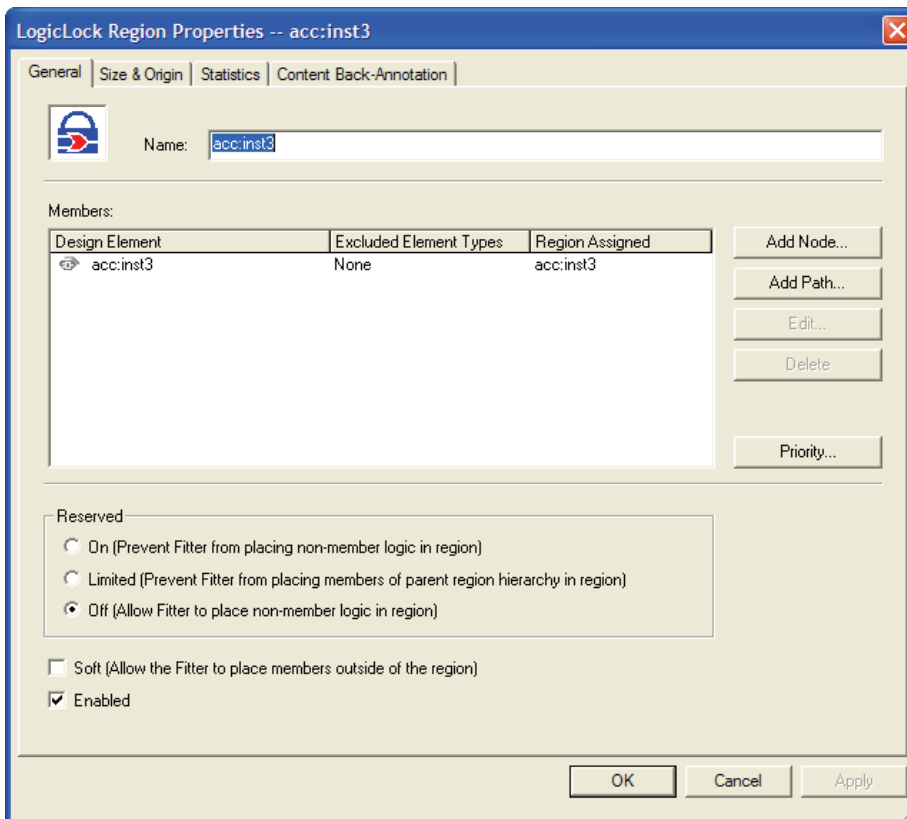 LogicLock Region Properties -- acc:inst3
General Size & Origin Statistics Content Back-Annotation
Name: acc:inst3
Members:
Design Element Excluded Element Types Region Assigned
acc:inst3 None acc:inst3
Add Node...
Add Path...
Edit...
Delete
Priority...
Reserved
On (Prevent Fitter from placing non-member logic in region)
Limited (Prevent Fitter from placing members of parent region hierarchy in region)
Off (Allow Fitter to place non-member logic in region)
Soft (Allow the Fitter to place members outside of the region)
Enabled
OK Cancel Apply